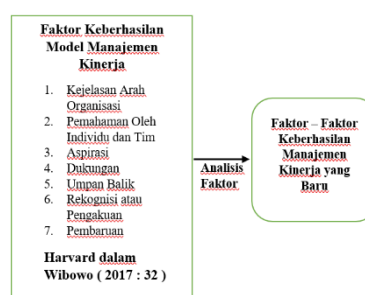 Faktor Keberhasilan
Model Manajemen
Kinerja
1. Kejelasan Arah
Organisasi
2. Pemahaman Oleh
Individu dan Tim
3. Aspirasi
4. Dukungan
5. Umpan Balik
6. Rekognisi atau
Pengakuan
7. Pembaruan
Harvard dalam
Wibowo ( 2017 : 32 )
Analisis
Faktor
Faktor – Faktor
Keberhasilan
Manajemen
Kinerja yang
Baru